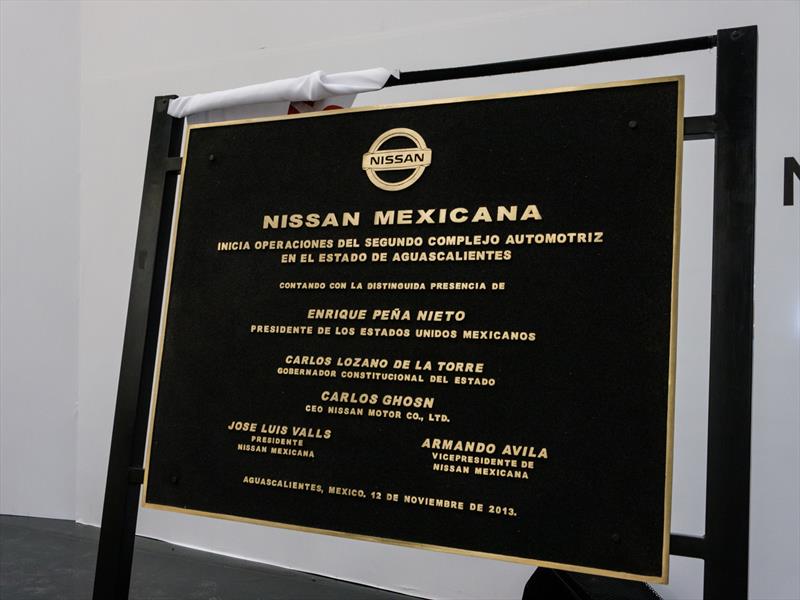 NISSAN
NISSAN MEXICANA
INICIA OPERACIONES DEL SEGUNDO COMPLEJO AUTOMOTRIZ
EN EL ESTADO DE AGUASCALIENTES
CONTANDO CON LA DISTINGUIDA PRESENCIA DE
ENRIQUE PEÑA NIETO
PRESIDENTE DE LOS ESTADOS UNIDOS MEXICANOS
CARLOS LOZANO DE LA TORRE
GOBERNADOR CONSTITUCIONAL DEL ESTADO
CARLOS GHOSN
CEO NISSAN MOTOR CO., LTD.
JOSE LUIS VALLS
PRESIDENTE
NISSAN MEXICANA
ARMANDO AVILA
VICEPRESIDENTE DE
NISSAN MEXICANA
AGUASCALIENTES, MEXICO. 12 DE NOVIEMBRE DE 2013.